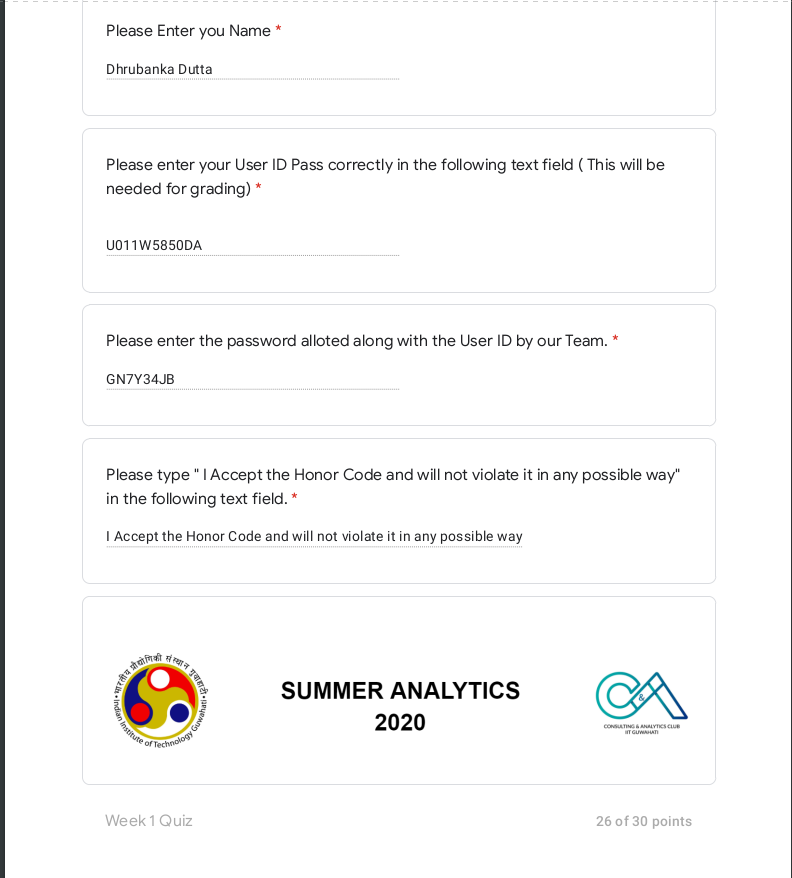 Please Enter you Name *
Dhrubanka Dutta
Please enter your User ID Pass correctly in the following text field ( This will be
needed for grading) *
U011W5850DA
Please enter the password alloted along with the User ID by our Team. *
GN7Y34JB
Please type " I Accept the Honor Code and will not violate it in any possible way"
in the following text field. *
I Accept the Honor Code and will not violate it in any possible way
भारतीय प्रौद्योगिकी संस्थान गुवाहाटी
Indian Institute of Technology Guwahati
SUMMER ANALYTICS
2020
C&A
CONSULTING & ANALYTICS CLUB
IIT GUWAHATI
Week 1 Quiz
26 of 30 points